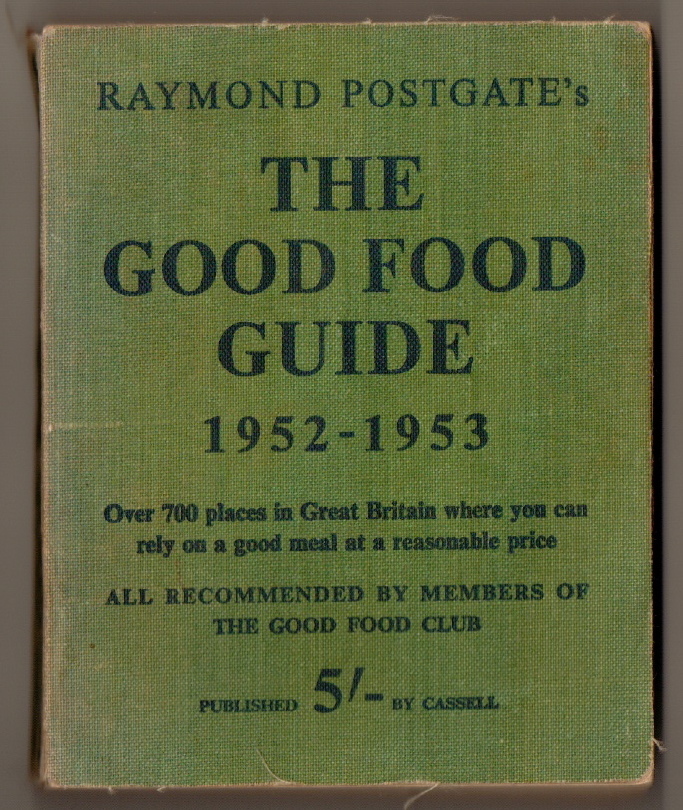 RAYMOND POSTGATE's
THE
GOOD FOOD
GUIDE
1952-1953
Over 700 places in Great Britain where you can
rely on a good meal at a reasonable price
ALL RECOMMENDED BY MEMBERS OF
THE GOOD FOOD CLUB
PUBLISHED 5/- BY CASSELL